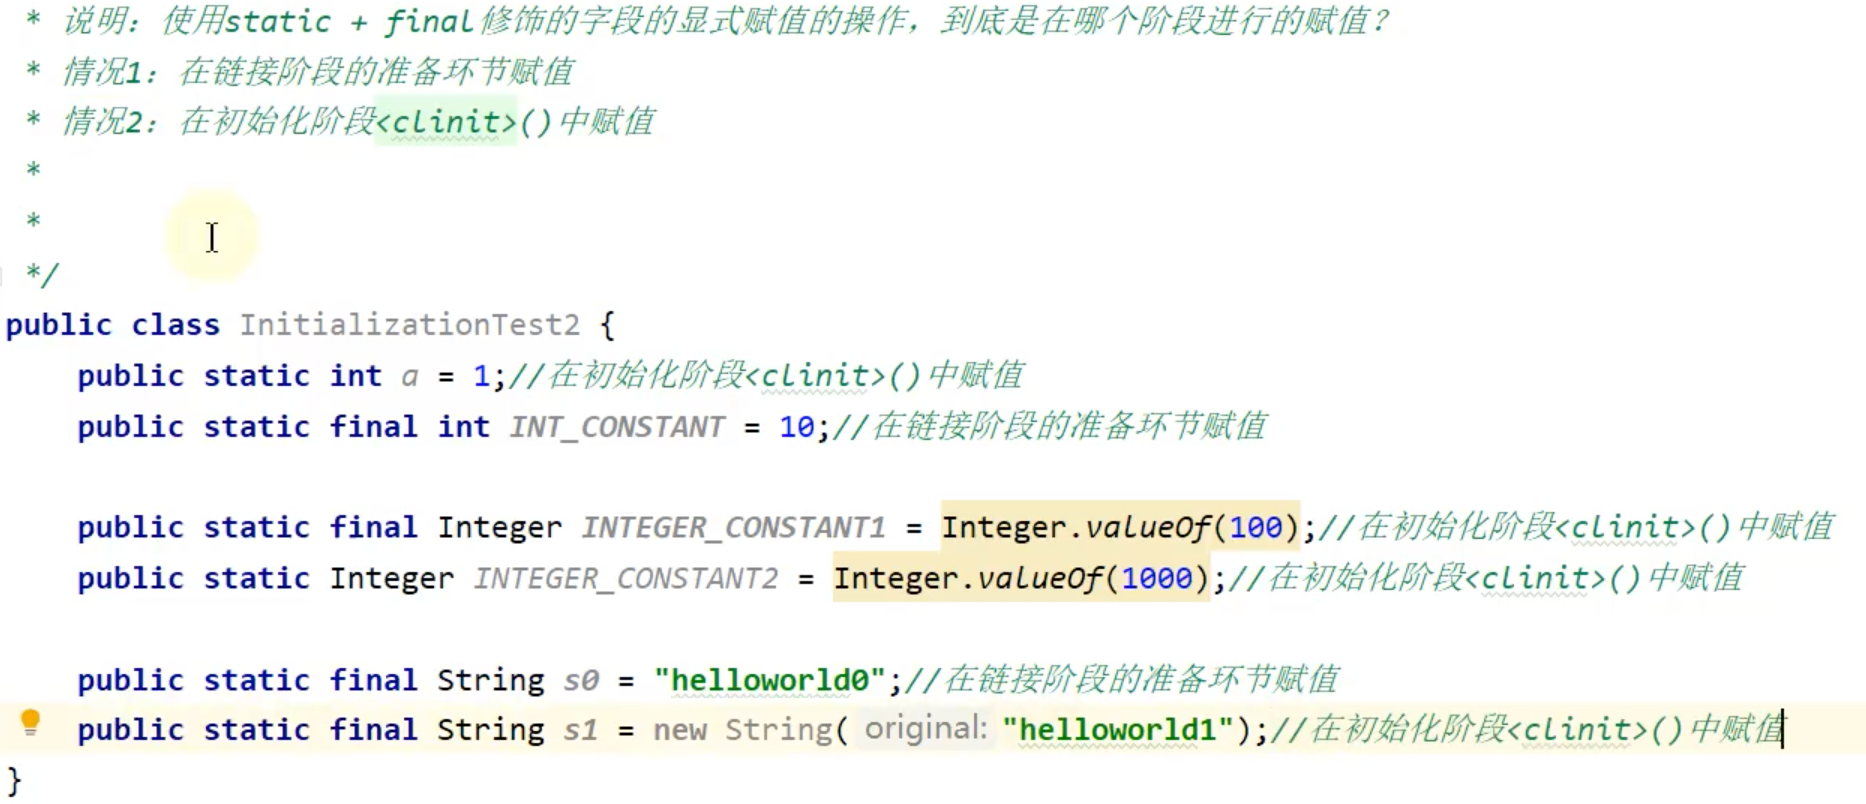 * 说明：使用static + final修饰的字段的显式赋值的操作，到底是在哪个阶段进行的赋值？
* 情况1：在链接阶段的准备环节赋值
* 情况2：在初始化阶段<clinit>()中赋值
*
*
*/
public class InitializationTest2 {
public static int a = 1;//在初始化阶段<clinit>()中赋值
public static final int INT_CONSTANT = 10;//在链接阶段的准备环节赋值
public static final Integer INTEGER_CONSTANT1 = Integer.valueOf(100);//在初始化阶段<clinit>()中赋值
public static Integer INTEGER_CONSTANT2 = Integer.valueOf(1000);//在初始化阶段<clinit>()中赋值
public static final String s0 = "helloworld0";//在链接阶段的准备环节赋值
public static final String s1 = new String( original: "helloworld1");//在初始化阶段<clinit>()中赋值
}